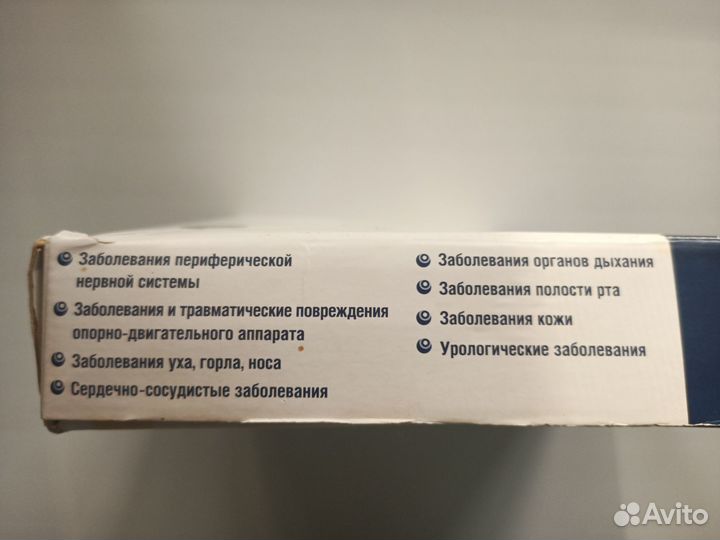 Заболевания периферической
нервной системы
Заболевания и травматические повреждения
опорно-двигательного аппарата
Заболевания уха, горла, носа
Сердечно-сосудистые заболевания
Заболевания органов дыхания
Заболевания полости рта
Заболевания кожи
Урологические заболевания
Avito